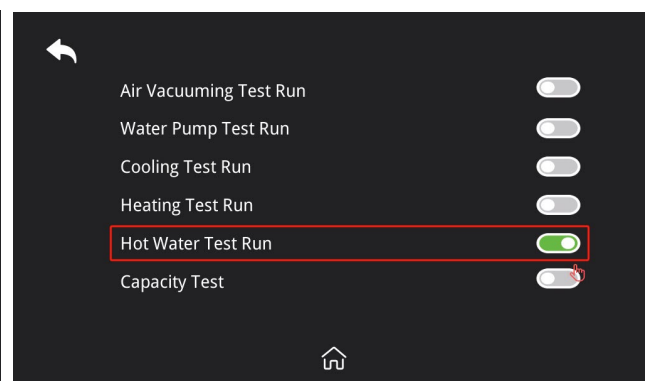 Air Vacuuming Test Run
Water Pump Test Run
Cooling Test Run
Heating Test Run
Hot Water Test Run
Capacity Test